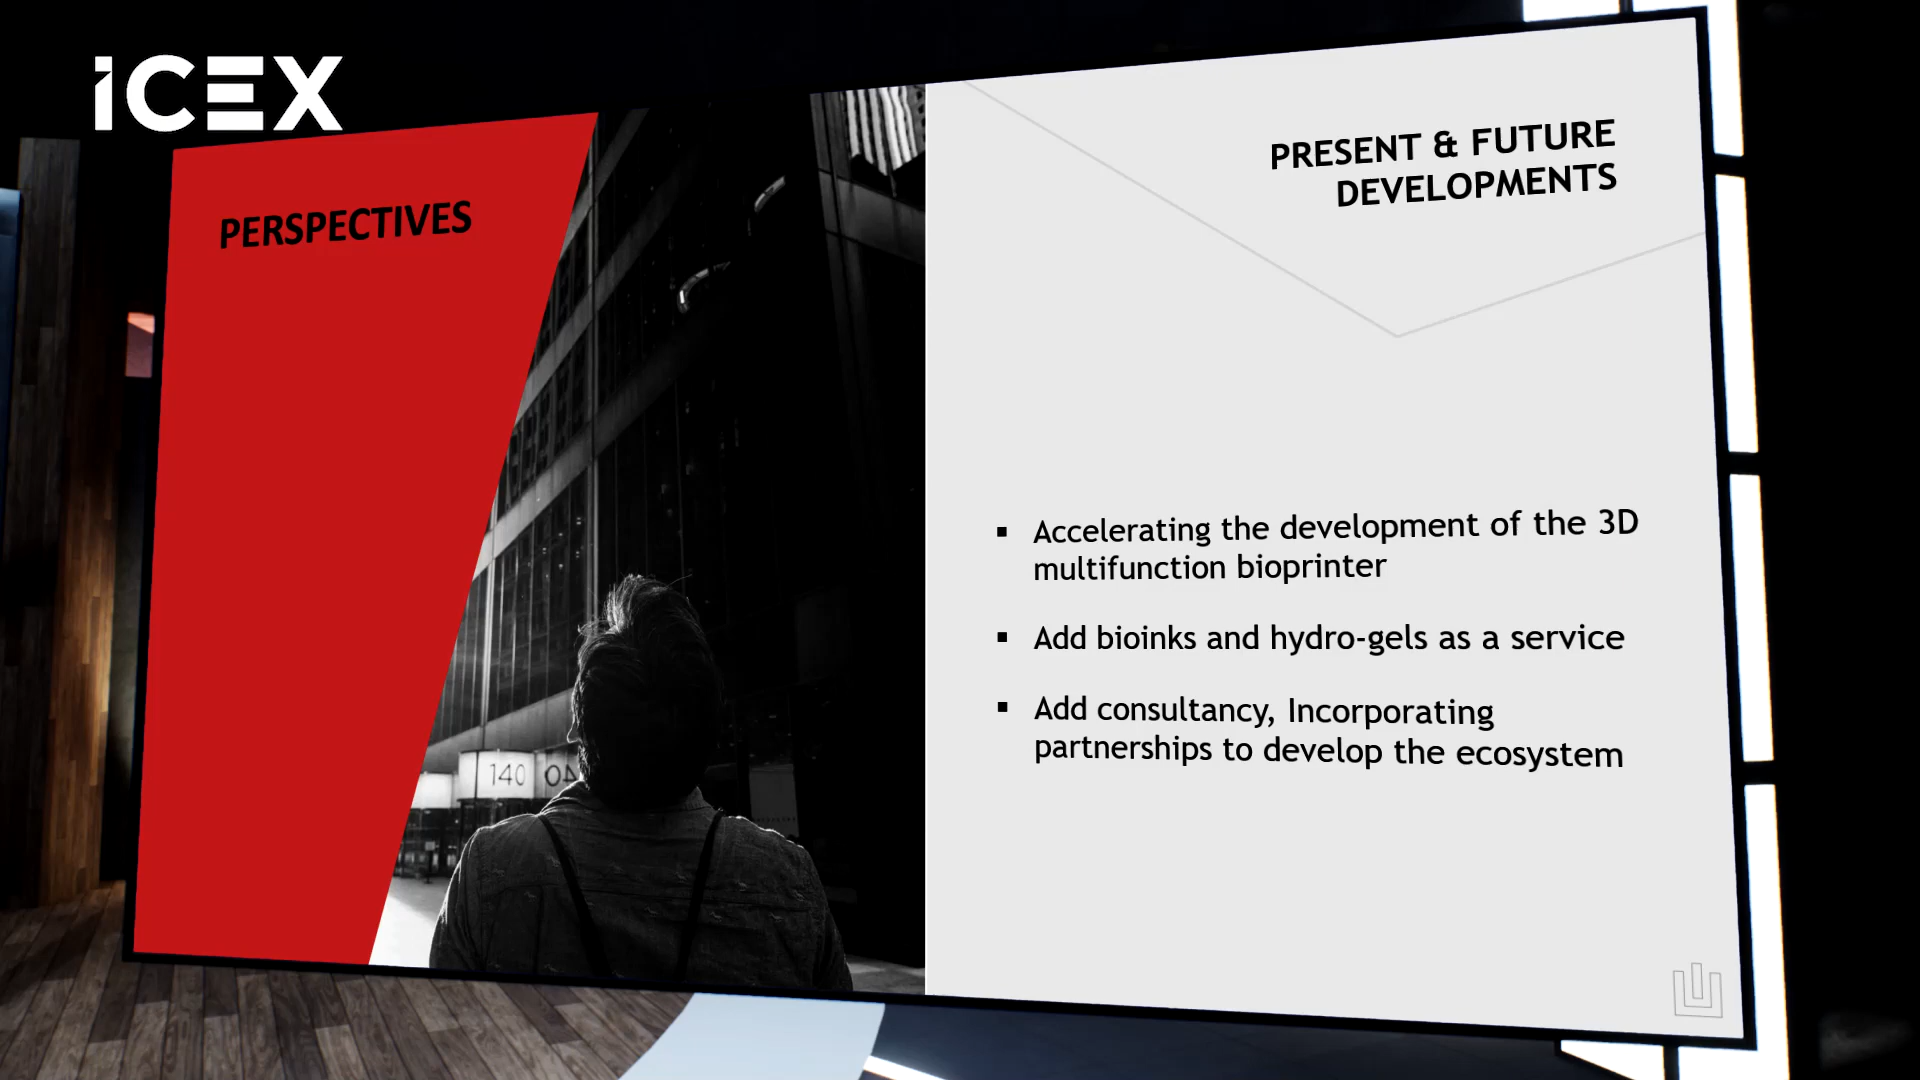 iCEX
PERSPECTIVES
PRESENT & FUTURE
DEVELOPMENTS
▪ Accelerating the development of the 3D
multifunction bioprinter
▪ Add bioinks and hydro-gels as a service
▪ Add consultancy, Incorporating
partnerships to develop the ecosystem
140